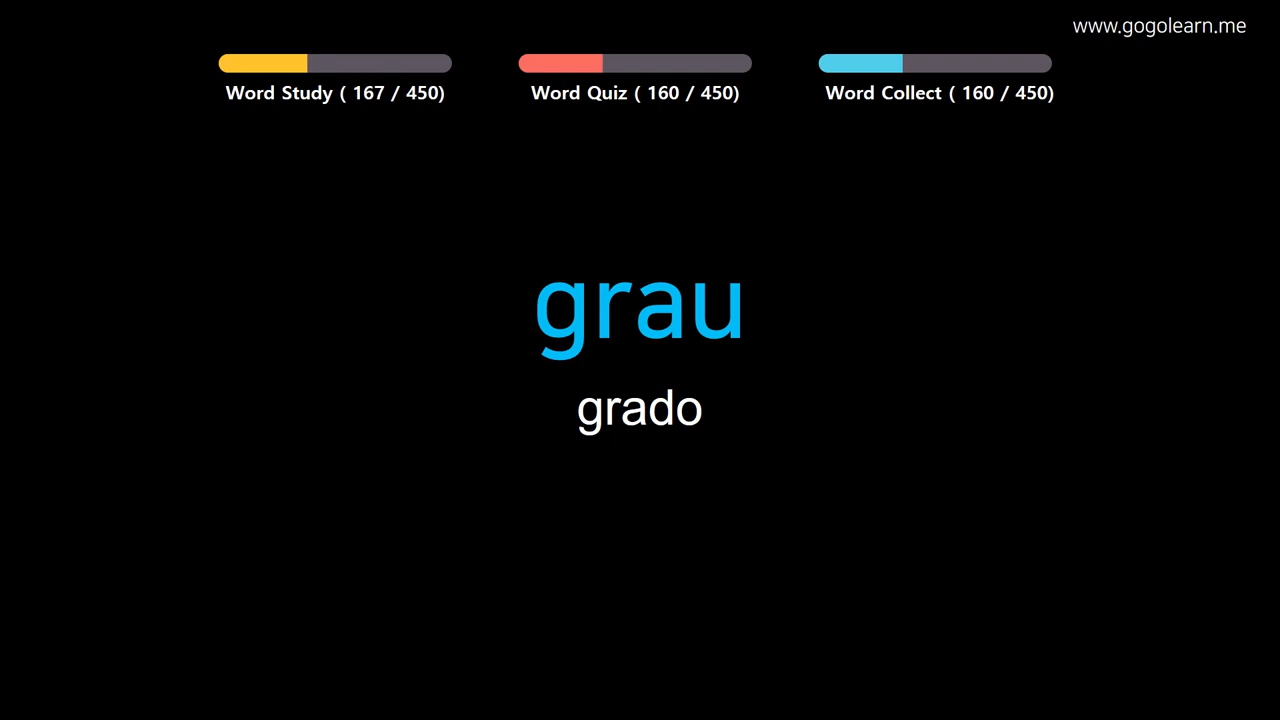 www.gogolearn.me
Word Study ( 167 / 450)
Word Quiz ( 160 / 450)
Word Collect ( 160 / 450)
grau
grado